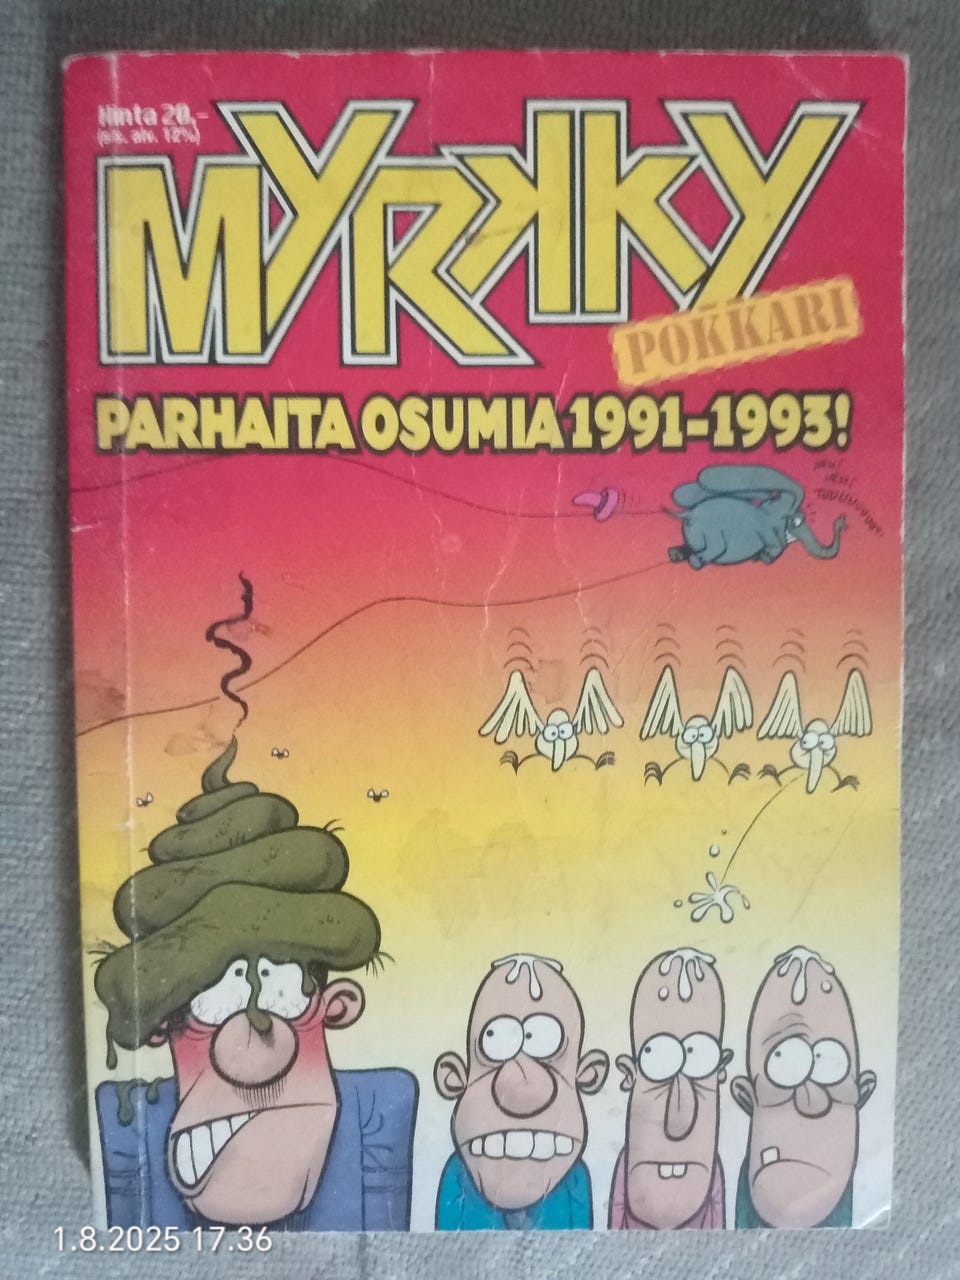 Hinta 20,-
(sis. alv. 12%)
MYRKKY
POKKARI
PARHAITA OSUMIA 1991-1993!
1.8.2025 17.36